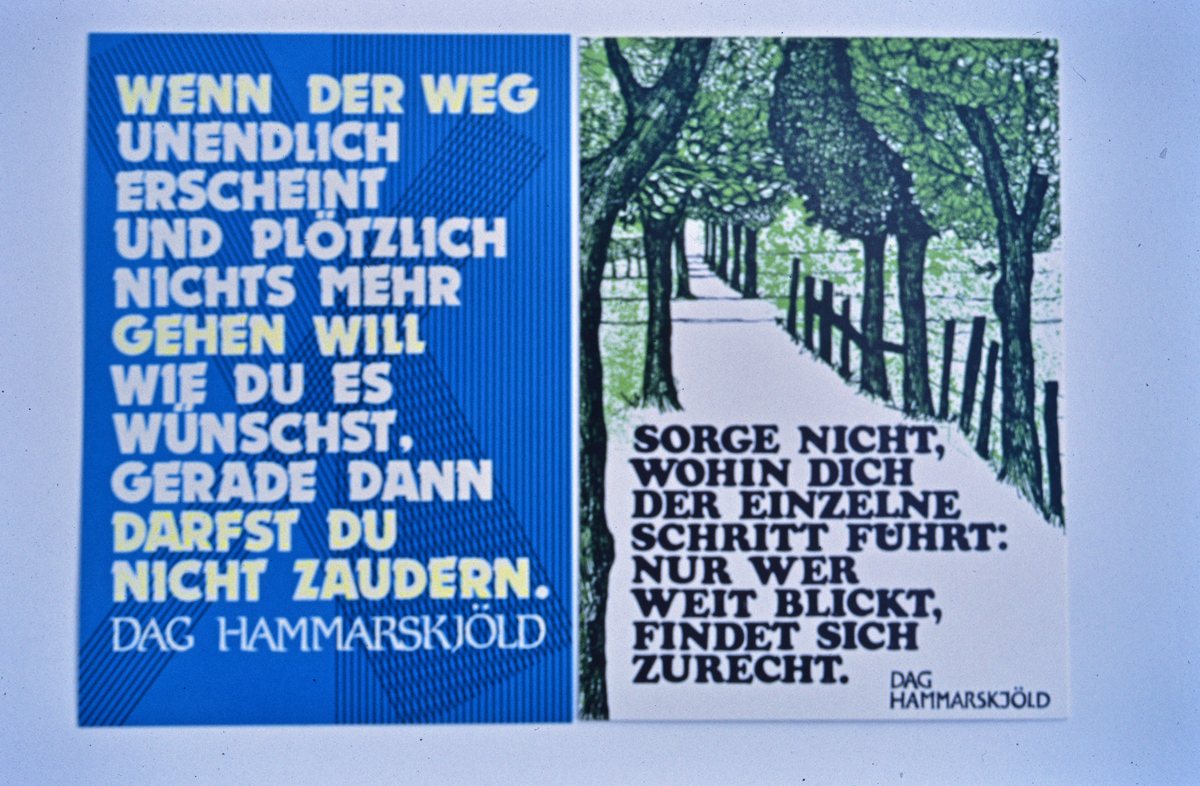 WENN DER WEG
UNENDLICH
ERSCHEINT
UND PLÖTZLICH
NICHTS MEHR
GEHEN WILL
WIE DU ES
WÜNSCHST,
GERADE DANN
DARFST DU
NICHT ZAUDERN.
DAG HAMMARSKJÖLD
SORGE NICHT,
WOHIN DICH
DER EINZELNE
SCHRITT FÜHRT:
NUR WER
WEIT BLICKT,
FINDET SICH
ZURECHT.
DAG
HAMMARSKJÖLD